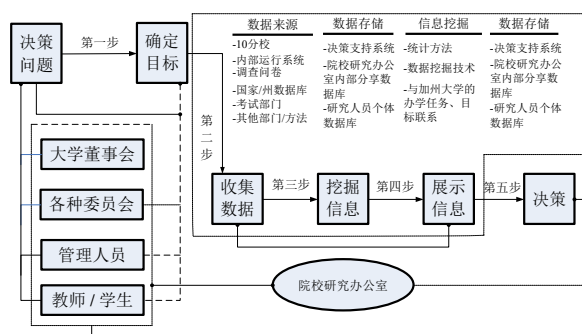 决策
问题
第一步
确定
目标
数据来源
-10分校
-内部运行系统
-调查问卷
-国家/州数据库
-考试部门
-其他部门/方法
数据存储
-决策支持系统
-院校研究办公
室内部分享数
据库
-研究人员个体
数据库
信息挖掘
-统计方法
-数据挖掘技术
-与加州大学的
办学任务、目
标联系
数据存储
-决策支持系统
-院校研究办公
室内部分享数
据库
-研究人员个体
数据库
第二步
收集
数据
第三步
挖掘
信息
第四步
展示
信息
第五步
决策
大学董事会
各种委员会
管理人员
教师 / 学生
院校研究办公室